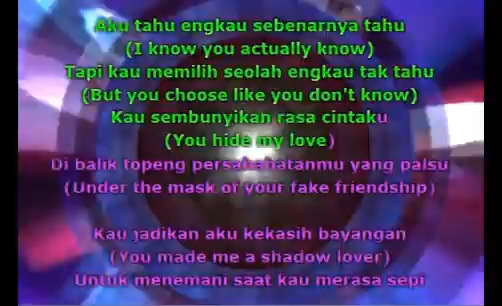 Aku tahu engkau sebenarnya tahu
(I know you actually know)
Tapi kau memilih seolah engkau tak tahu
(But you choose like you don't know)
Kau sembunyikan rasa cintaku
(You hide my love)
Di balik topeng persahabatanmu yang palsu
(Under the mask of your fake friendship)
Kau jadikan aku kekasih bayangan
(You made me a shadow lover)
Untuk menemani saat kau merasa sepi